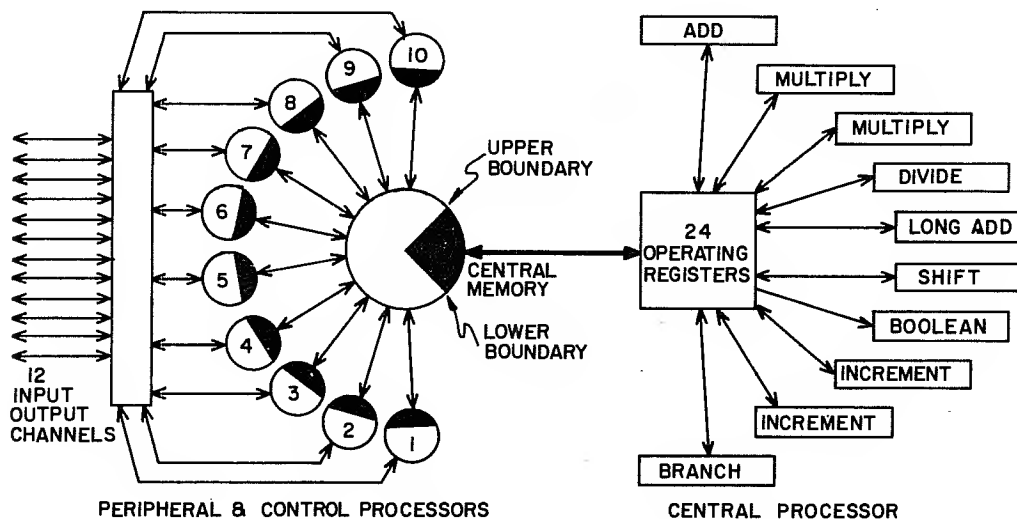 10
9
8
7
6
5
4
3
2
1
12
INPUT
OUTPUT
CHANNELS
UPPER
BOUNDARY
CENTRAL
MEMORY
LOWER
BOUNDARY
PERIPHERAL & CONTROL PROCESSORS
24
OPERATING
REGISTERS
ADD
MULTIPLY
MULTIPLY
DIVIDE
LONG ADD
SHIFT
BOOLEAN
INCREMENT
INCREMENT
BRANCH
CENTRAL PROCESSOR